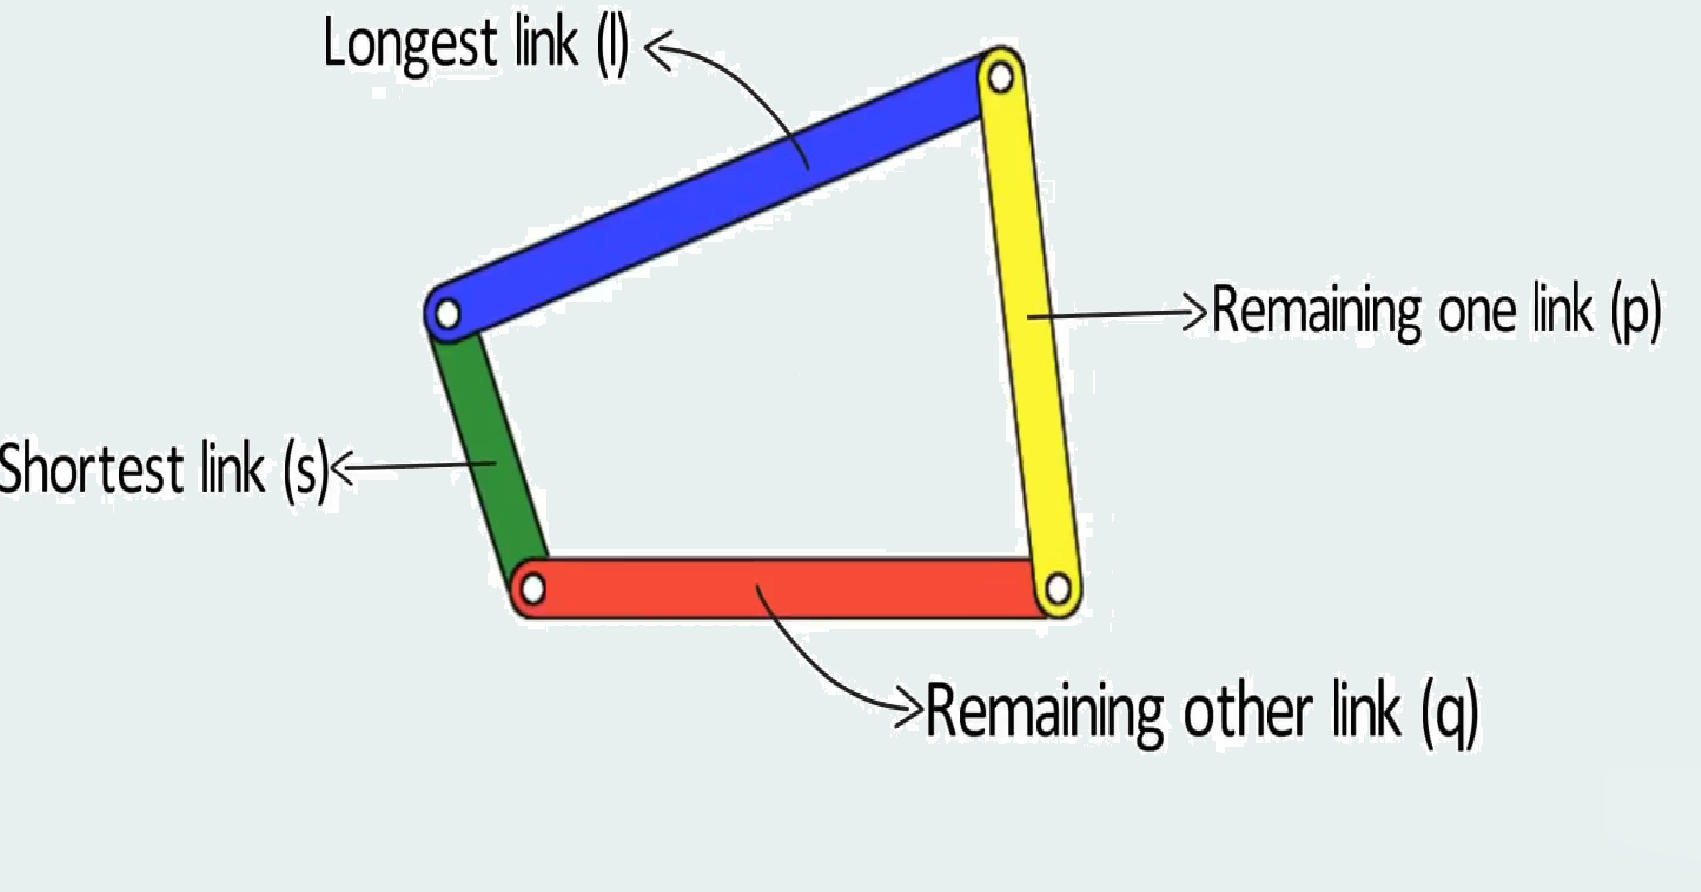 Longest link (l)
Remaining one link (p)
Shortest link (s)
Remaining other link (q)